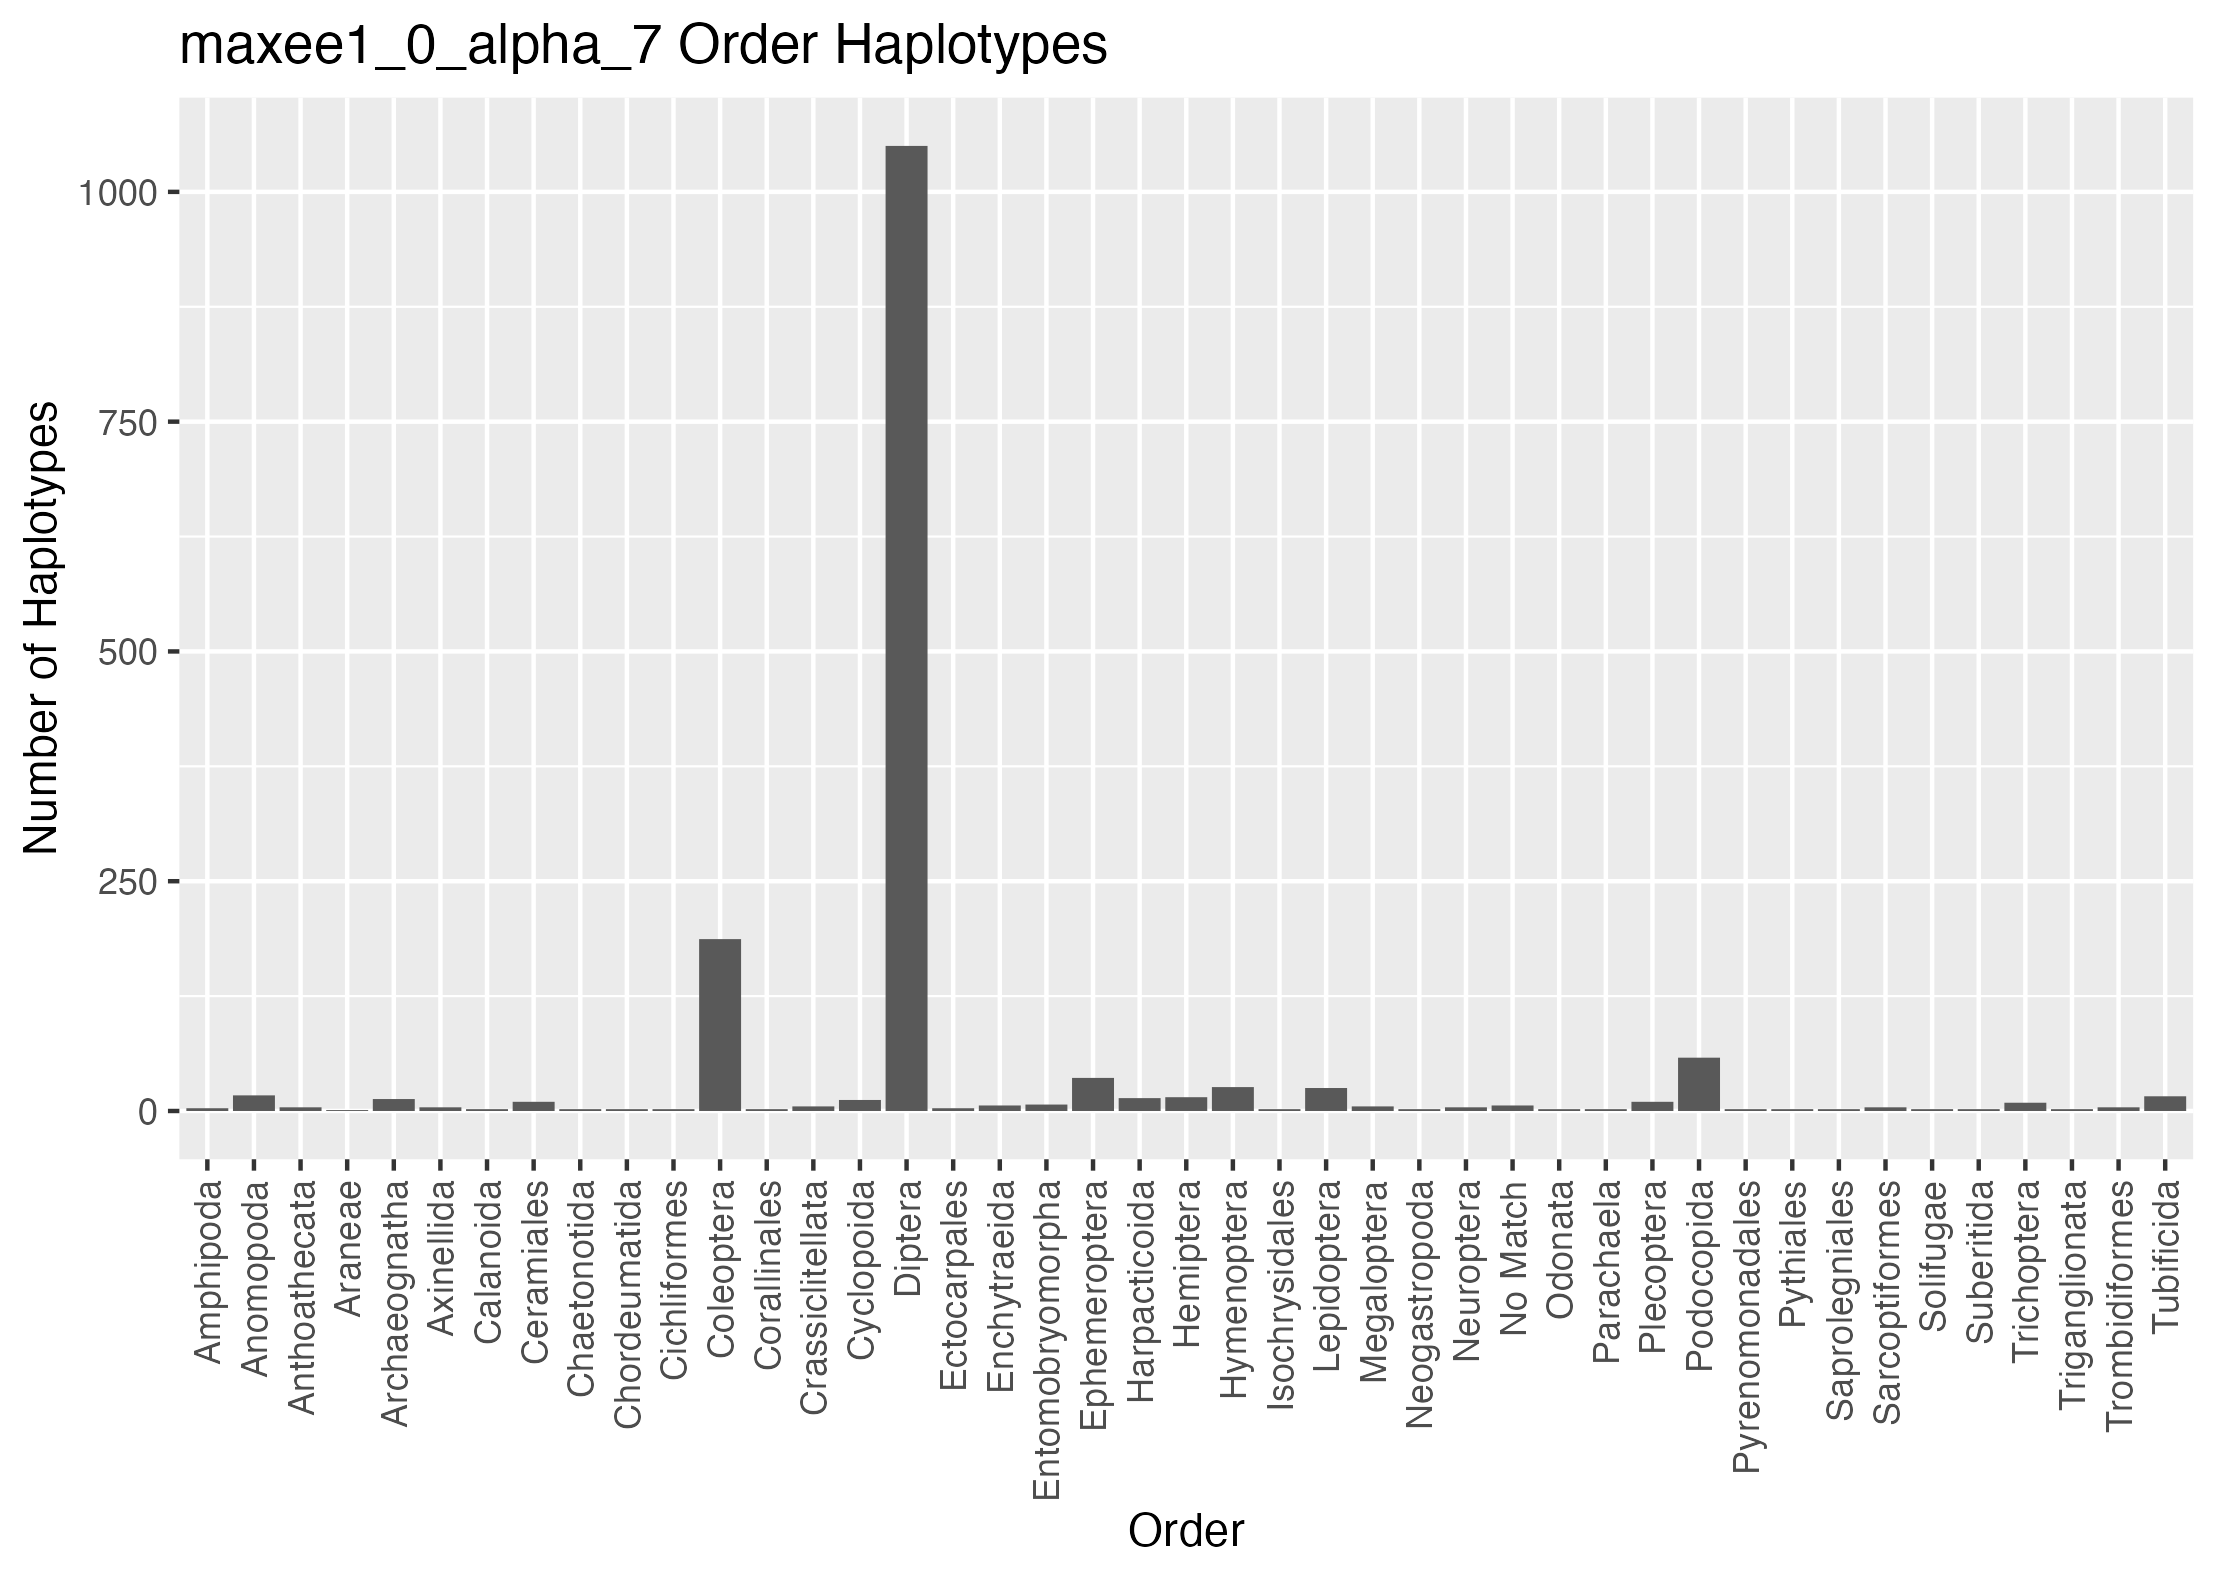 maxee1_0_alpha_7 Order Haplotypes
Number of Haplotypes
1000
750
500
250
0
Amphipoda
Anomopoda
Anthoathecata
Araneae
Archaeognatha
Axinellida
Calanoida
Ceramiales
Chaetonotida
Chordeumatida
Cichliformes
Coleoptera
Corallinales
Crassiclitellata
Cyclopoida
Diptera
Ectocarpales
Enchytraeida
Entomobryomorpha
Ephemeroptera
Harpacticoida
Hemiptera
Hymenoptera
Isochrysidales
Lepidoptera
Megaloptera
Neogastropoda
Neuroptera
No Match
Odonata
Parachaela
Plecoptera
Podocopida
Pyrenomonadales
Pythiales
Saprolegniales
Sarcoptiformes
Solifugae
Suberitida
Trichoptera
Triganglionata
Trombidiformes
Tubificida
Order